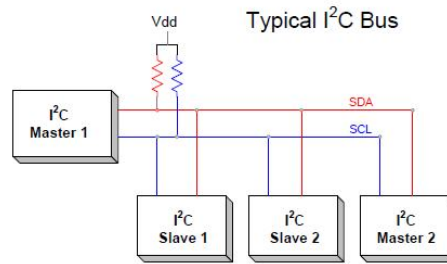 Vdd
Typical I²C Bus
SDA
I²C
Master 1
SCL
I²C
Slave 1
I²C
Slave 2
I²C
Master 2